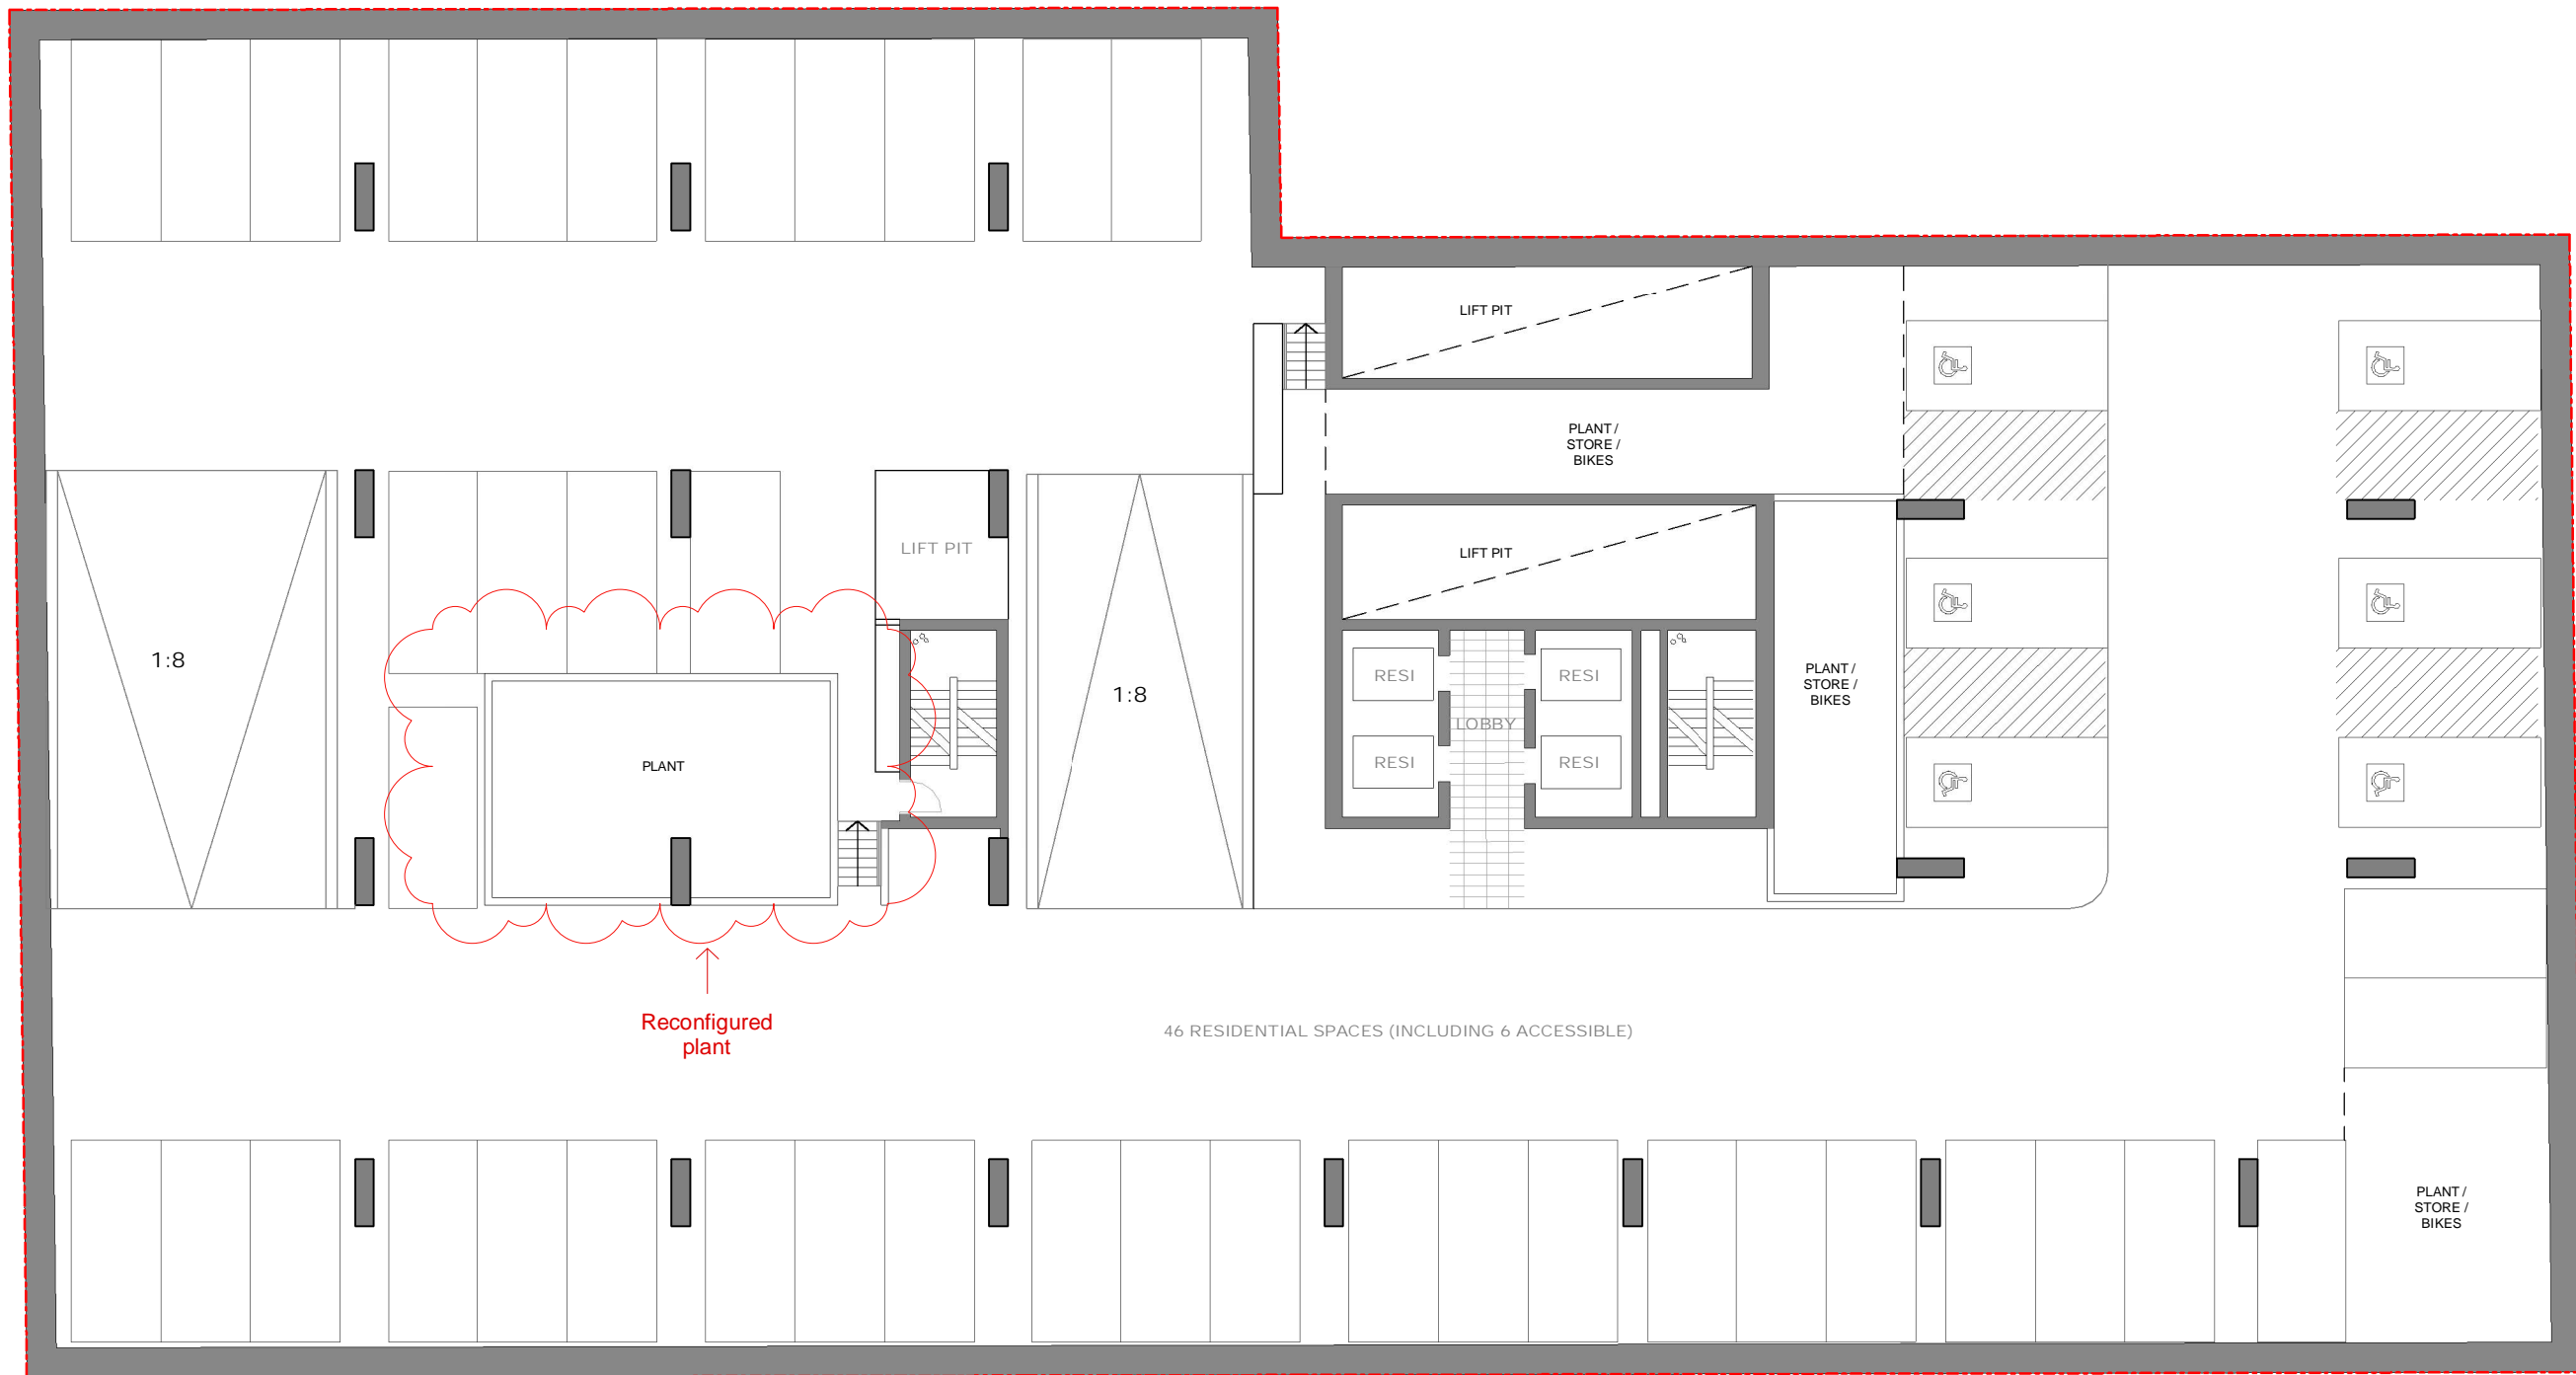 LIFT PIT
PLANT /
STORE /
BIKES
LIFT PIT
LIFT PIT
1:8
1:8
RESI
RESI
PLANT /
STORE /
BIKES
LOBBY
RESI
RESI
PLANT
Reconfigured
plant
46 RESIDENTIAL SPACES (INCLUDING 6 ACCESSIBLE)
PLANT /
STORE /
BIKES